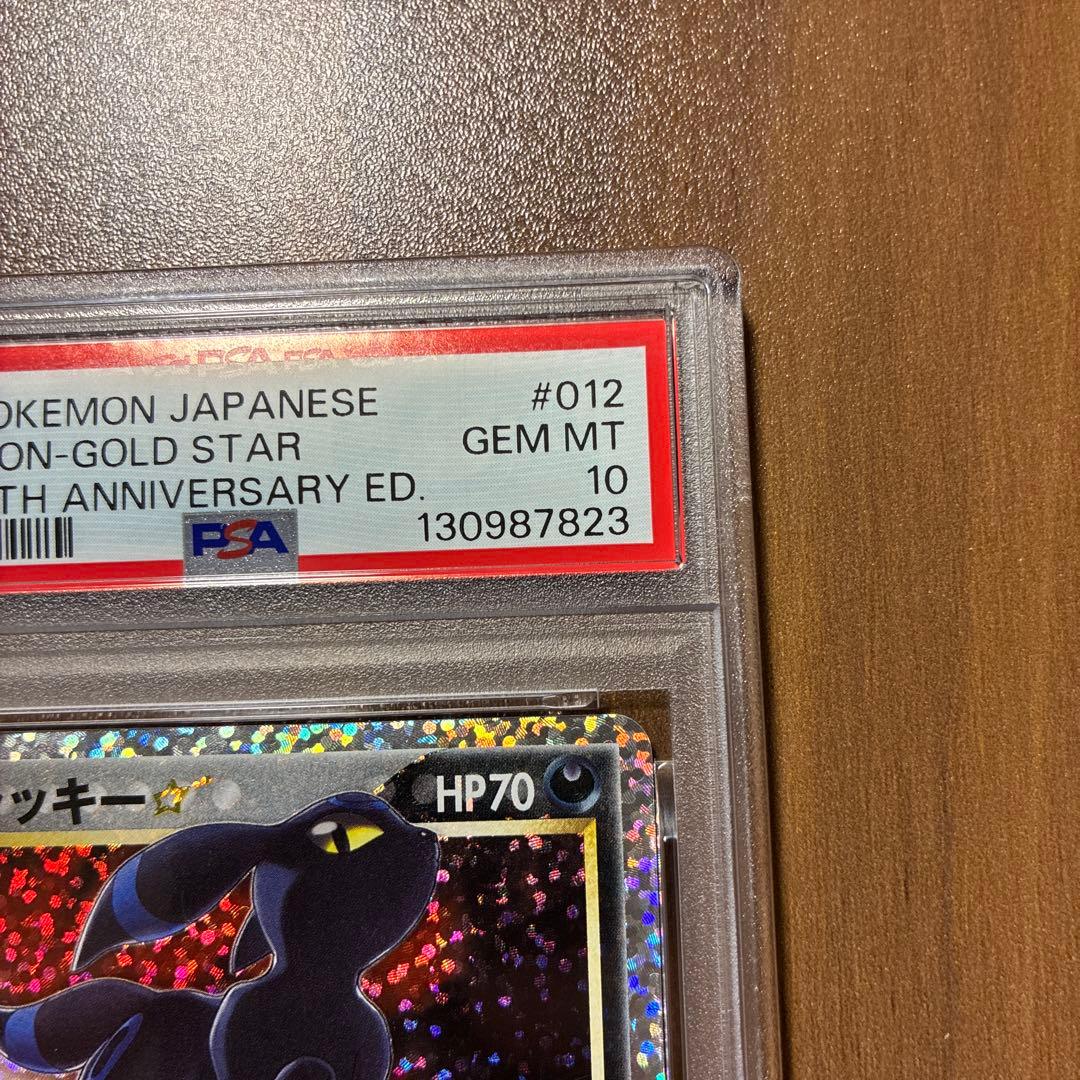 OKEMON JAPANESE #012
ON-GOLD STAR GEM MT
TH ANNIVERSARY ED. 10
PSA 130987823
ッキー☆ HP70